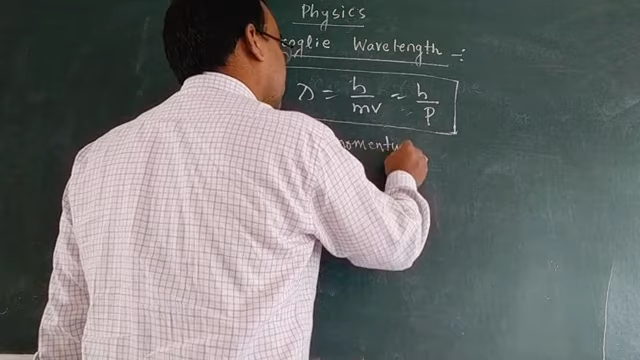 Physics
Wavelength :-
λ = h/mv = h/p